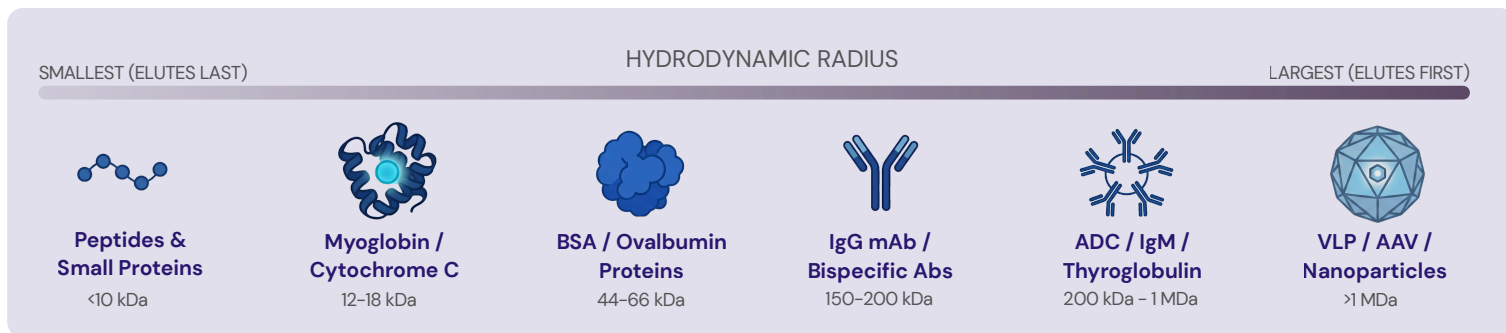 HYDRODYNAMIC RADIUS
SMALLEST (ELUTES LAST)
LARGEST (ELUTES FIRST)
Peptides &
Small Proteins
<10 kDa
Myoglobin /
Cytochrome C
12-18 kDa
BSA / Ovalbumin
Proteins
44-66 kDa
IgG mAb /
Bispecific Abs
150-200 kDa
ADC / IgM /
Thyroglobulin
200 kDa - 1 MDa
VLP / AAV /
Nanoparticles
>1 MDa